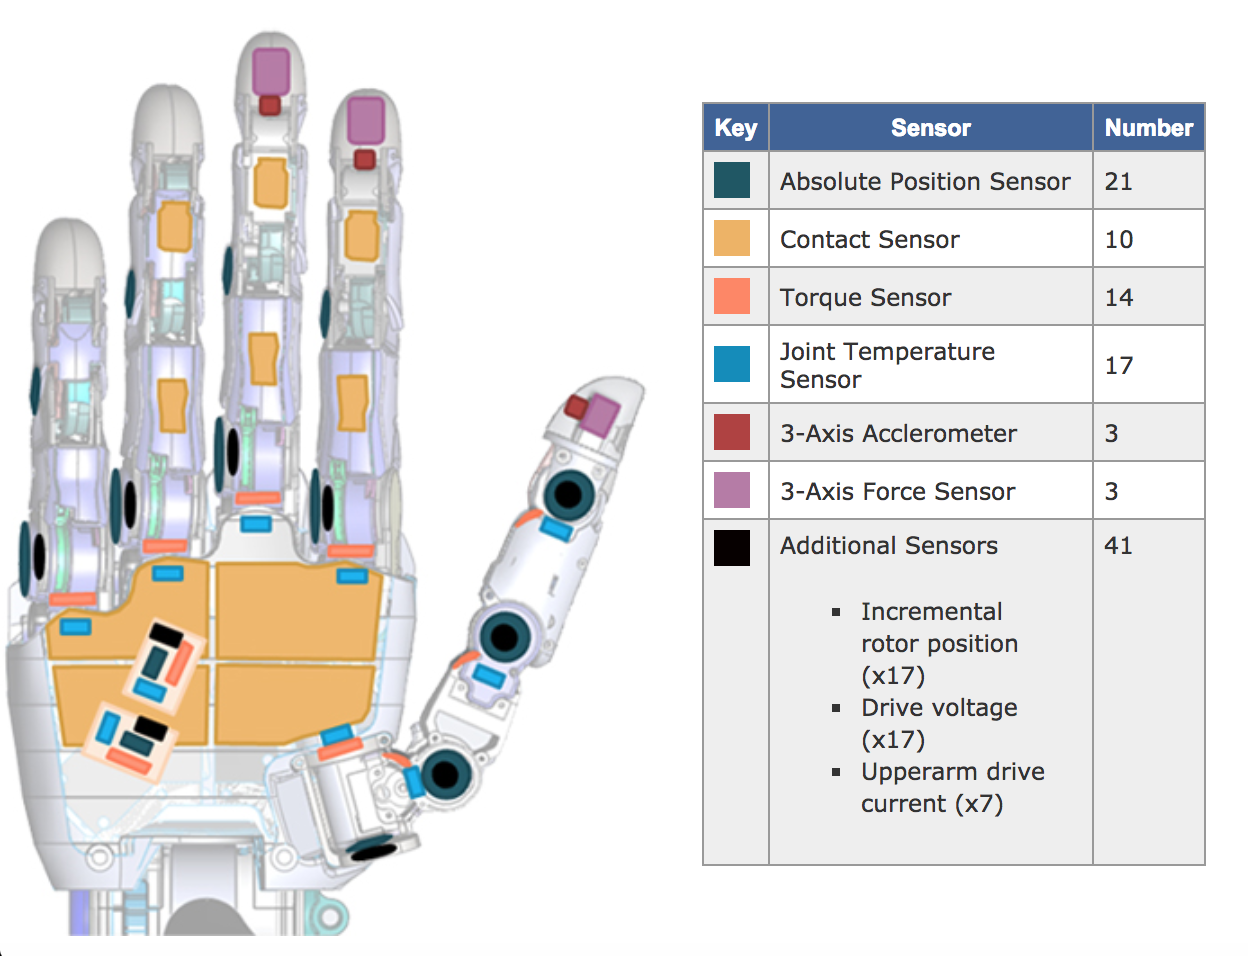 Key Sensor Number
Absolute Position Sensor 21
Contact Sensor 10
Torque Sensor 14
Joint Temperature
Sensor 17
3-Axis Acclerometer 3
3-Axis Force Sensor 3
Additional Sensors 41
▪ Incremental
rotor position
(x17)
▪ Drive voltage
(x17)
▪ Upperarm drive
current (x7)